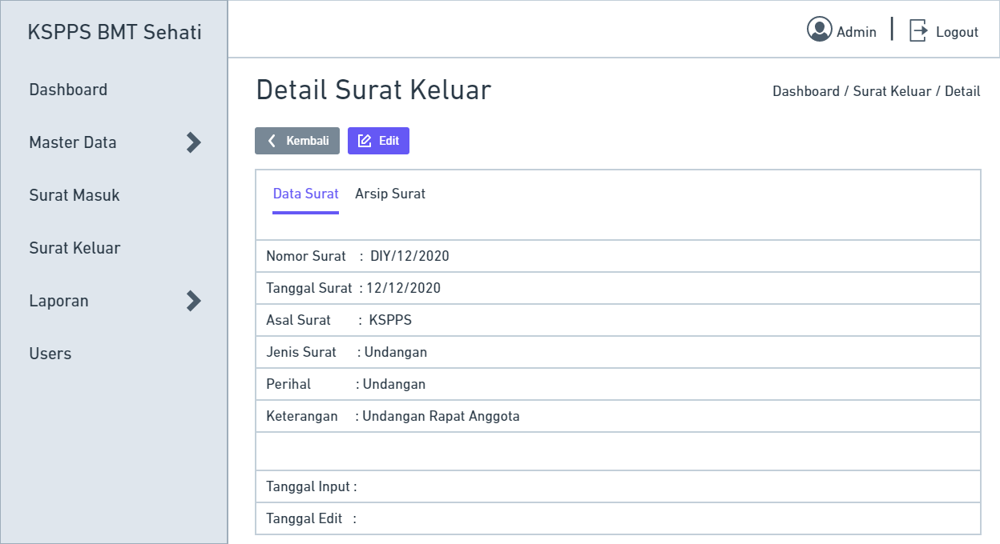 KSPPS BMT Sehati
Admin
Logout
Dashboard
Master Data
Surat Masuk
Surat Keluar
Laporan
Users
Detail Surat Keluar
Dashboard / Surat Keluar / Detail
Kembali
Edit
Data Surat
Arsip Surat
Nomor Surat : DIY/12/2020
Tanggal Surat : 12/12/2020
Asal Surat : KSPPS
Jenis Surat : Undangan
Perihal : Undangan
Keterangan : Undangan Rapat Anggota
Tanggal Input :
Tanggal Edit :